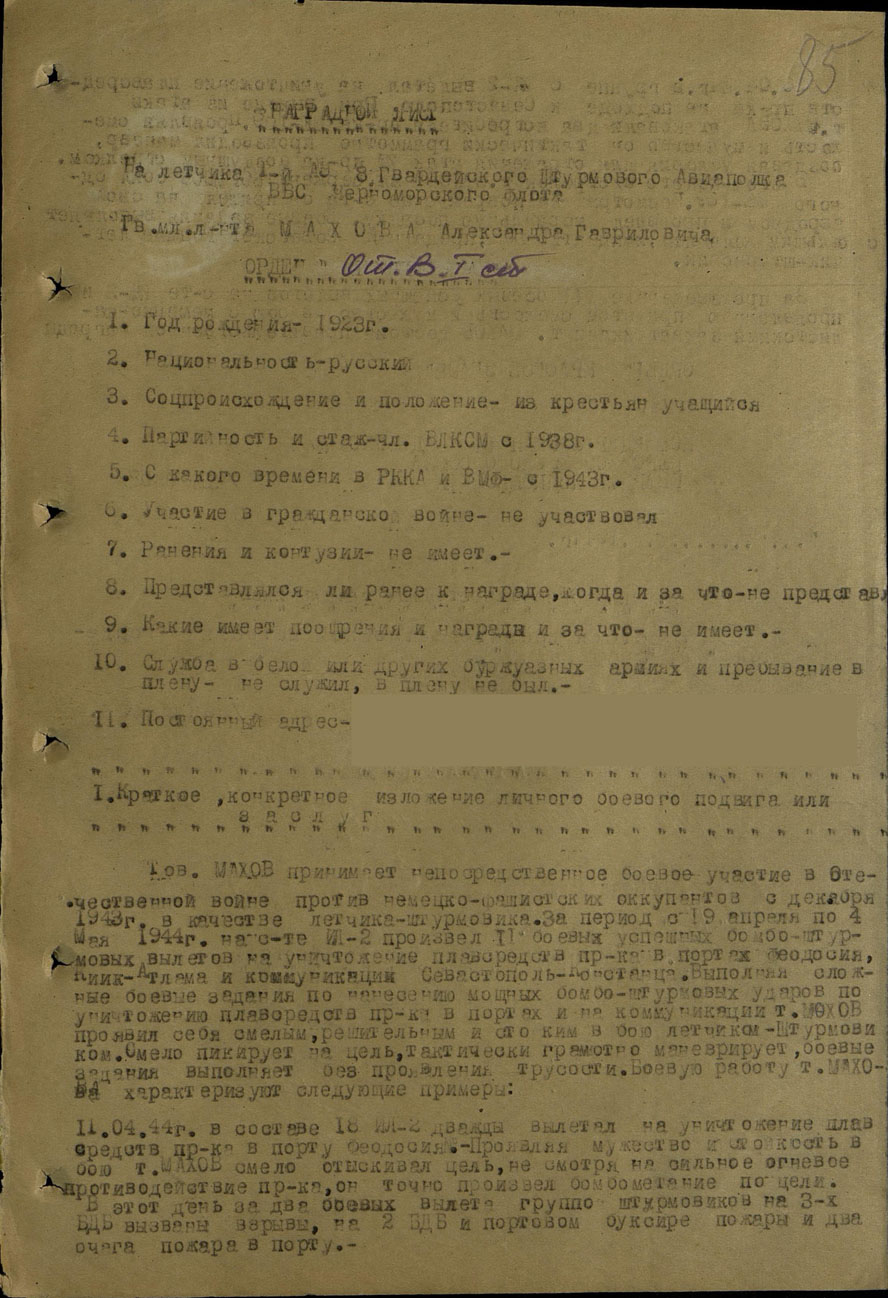 85
НАГРАДНОЙ ЛИСТ
На летчика I-й АЭ 8 Гвардейского Штурмового Авиаполка
ВВС Черноморского флота
Гв.мл.л-нта М А Х О В А Александра Гавриловича
ОРДЕН От.В. I ст
1. Год рождения- 1923г.
2. Национальность-русский
3. Соцпроисхождение и положение- из крестьян учащийся
4. Партийность и стаж-чл. ВЛКСМ с 1938г.
5. С какого времени в РККА и ВМФ- с 1943г.
6. Участие в гражданской войне- не участвовал
7. Ранения и контузии- не имеет.-
8. Представлялся ли ранее к награде,когда и за что-не представл
9. Какие имеет поощрения и награды и за что- не имеет.-
10. Служба в белой или других буржуазных армиях и пребывание в
плену- не служил, в плену не был.-
II. Постоянный адрес-
I.Краткое ,конкретное изложение личного боевого подвига или
з а с л у г
Тов. МАХОВ принимает непосредственное боевое участие в Оте-
чественной войне против немецко-фашистских оккупантов с декабря
1943г. в качестве летчика-штурмовика.За период с 19 апреля по 4
Мая 1944г. на с-те ИЛ-2 произвел II боевых успешных бомбо-штур-
мовых вылетов на уничтожение плавсредств пр-ка в портах Феодосия,
Киик-Атлама и коммуникации Севастополь-Констанца.Выполняя слож-
ные боевые задания по нанесению мощных бомбо-штурмовых ударов по
уничтожению плавсредств пр-ка в портах и на коммуникации т.МАХОВ
проявил себя смелым,решительным и стойким в бою летчиком-Штурмови
ком.Смело пикирует на цель,тактически грамотно маневрирует,боевые
задания выполняет без проявления трусости.Боевую работу т.МАХО-
ВА характеризуют следующие примеры:
II.04.44г. в составе 18 ИЛ-2 дважды вылетал на уничтожение плав
средств пр-ка в порту Феодосия.-Проявляя мужество и стойкость в
бою т.МАХОВ смело отыскивал цель,не смотря на сильное огневое
противодействие пр-ка,он точно произвел бомбометание по цели.
В этот день за два боевых вылета группой штурмовиков на 3-х
БДБ вызваны взрывы, на 2 БДБ и портовом буксире пожары и два
очага пожара в порту.-